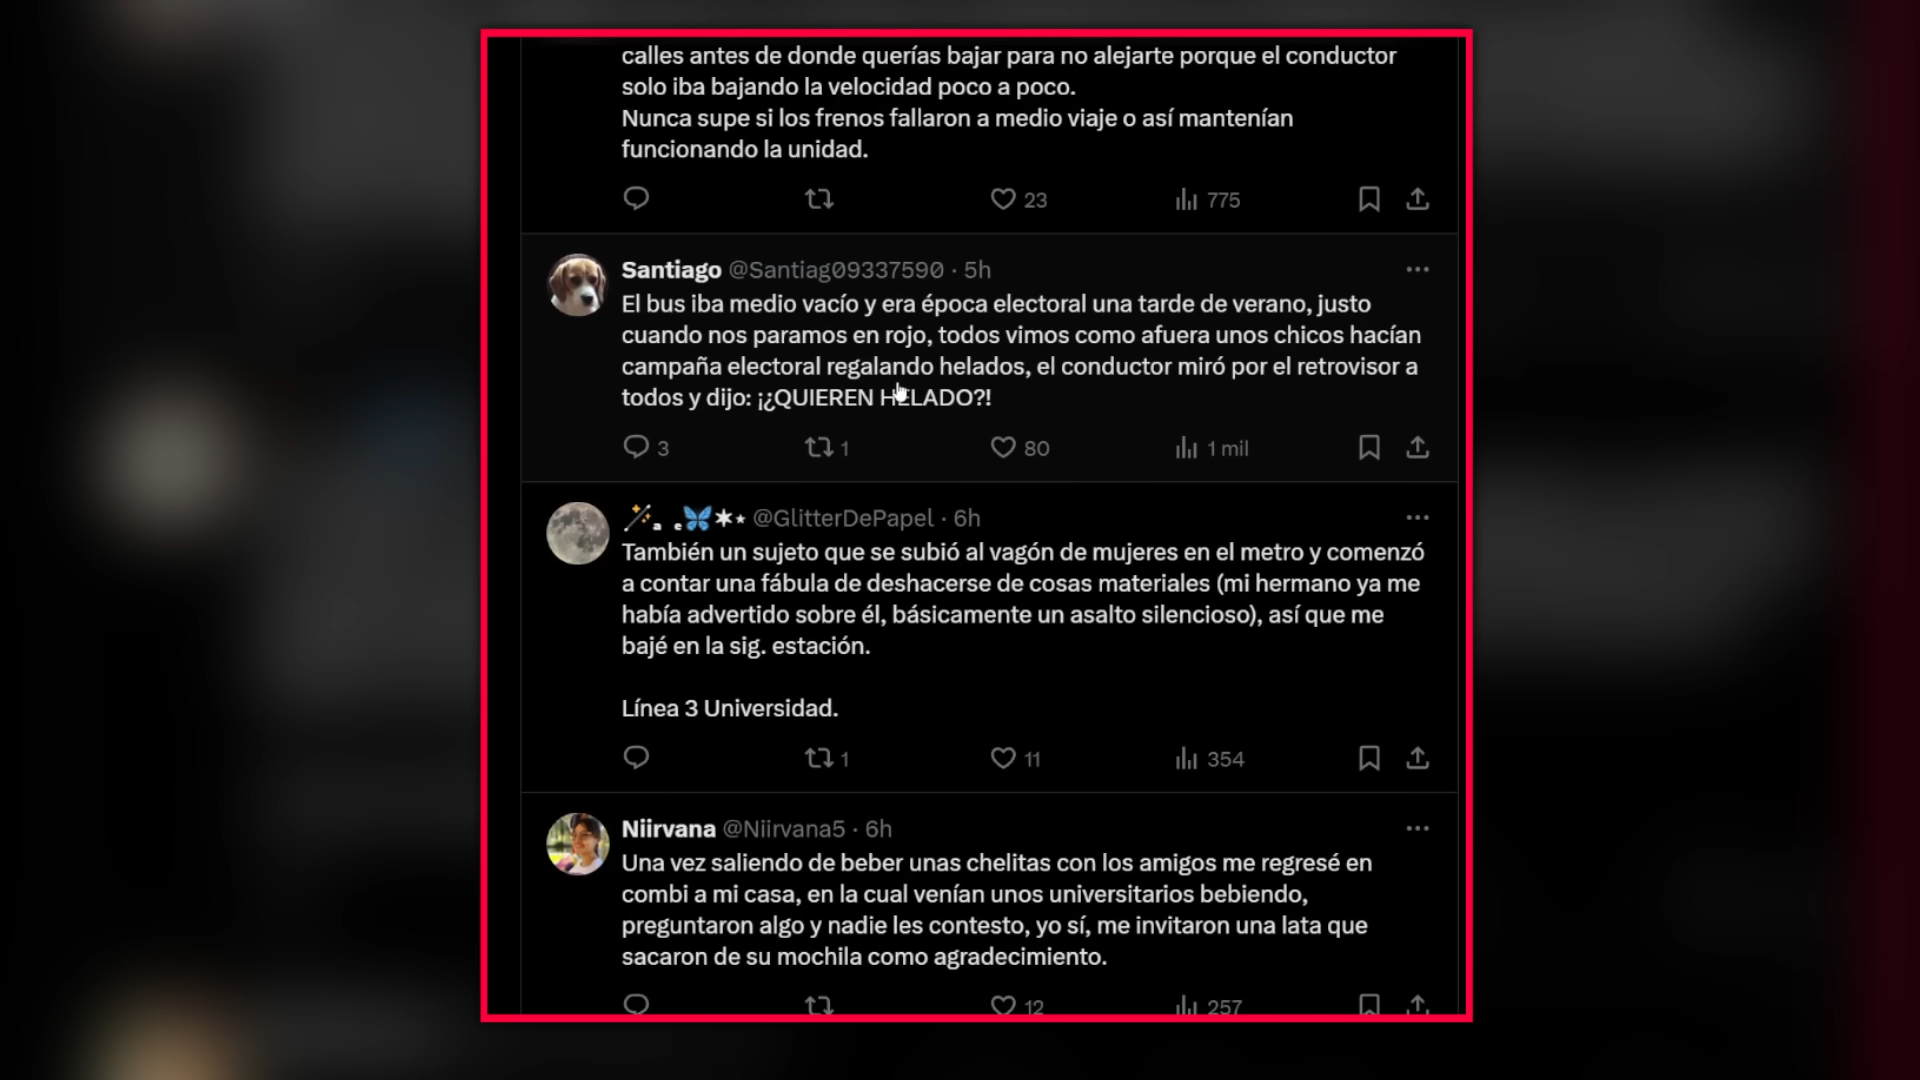 calles antes de donde querías bajar para no alejarte porque el conductor
solo iba bajando la velocidad poco a poco.
Nunca supe si los frenos fallaron a medio viaje o así mantenían
funcionando la unidad.
23 775
Santiago @Santiag09337590 · 5h
El bus iba medio vacío y era época electoral una tarde de verano, justo
cuando nos paramos en rojo, todos vimos como afuera unos chicos hacían
campaña electoral regalando helados, el conductor miró por el retrovisor a
todos y dijo: ¡¿QUIEREN HELADO?!
3 1 80 1 mil
a e @GlitterDePapel · 6h
También un sujeto que se subió al vagón de mujeres en el metro y comenzó
a contar una fábula de deshacerse de cosas materiales (mi hermano ya me
había advertido sobre él, básicamente un asalto silencioso), así que me
bajé en la sig. estación.
Línea 3 Universidad.
1 11 354
Niirvana @Niirvana5 · 6h
Una vez saliendo de beber unas chelitas con los amigos me regresé en
combi a mi casa, en la cual venían unos universitarios bebiendo,
preguntaron algo y nadie les contesto, yo sí, me invitaron una lata que
sacaron de su mochila como agradecimiento.
12 257